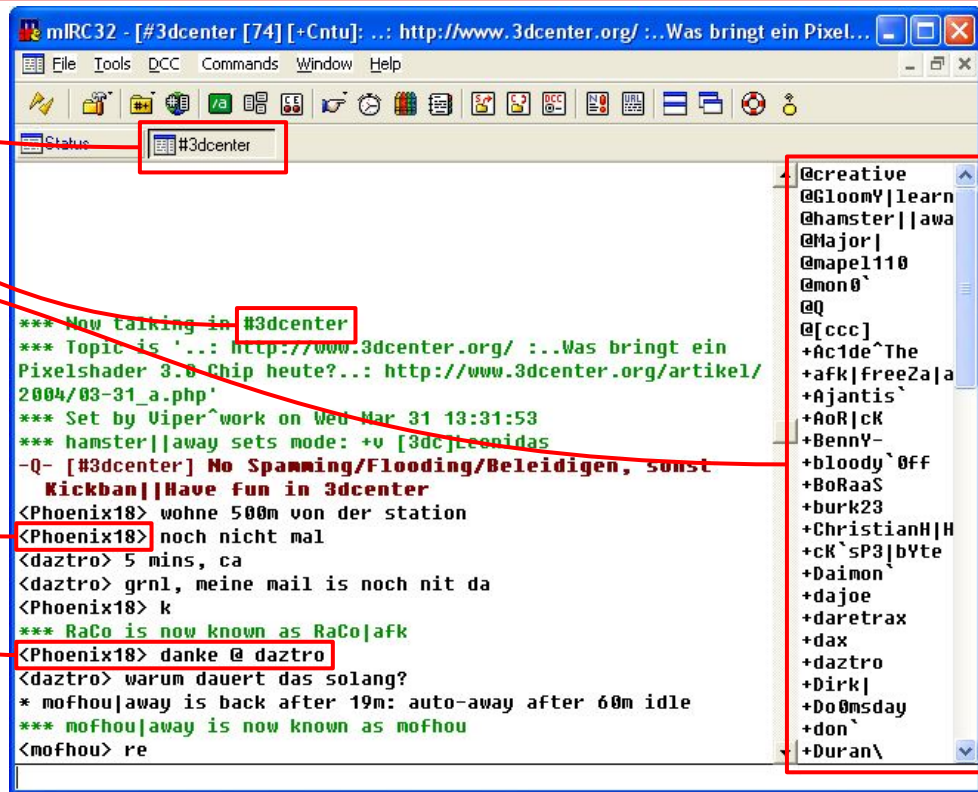 mIRC32 - [#3dcenter [74] [+Cntu]: ..: http://www.3dcenter.org/ :..Was bringt ein Pixel...
File Tools DCC Commands Window Help
Status #3dcenter
*** Now talking in #3dcenter
*** Topic is '..: http://www.3dcenter.org/ :..Was bringt ein
Pixelshader 3.0 Chip heute?..: http://www.3dcenter.org/artikel/
2004/03-31_a.php'
*** Set by Viper^work on Wed Mar 31 13:31:53
*** hamster||away sets mode: +v [3dc]Leonidas
-Q- [#3dcenter] No Spamming/Flooding/Beleidigen, sonst
Kickban||Have fun in 3dcenter
<Phoenix18> wohne 500m von der station
<Phoenix18> noch nicht mal
<daztro> 5 mins, ca
<daztro> grnl, meine mail is noch nit da
<Phoenix18> k
*** RaCo is now known as RaCo|afk
<Phoenix18> danke @ daztro
<daztro> warum dauert das solang?
* mofhou|away is back after 19m: auto-away after 60m idle
*** mofhou|away is now known as mofhou
<mofhou> re
@creative
@GloomY|learn
@hamster||awa
@Major|
@mapel110
@mon0`
@Q
@[ccc]
+Ac1de^The
+afk|freeZa|a
+Ajantis`
+AoR|cK
+BennY-
+bloody`0ff
+BoRaaS
+burk23
+ChristianH|H
+cK`sP3|bYte
+Daimon`
+dajoe
+daretrax
+dax
+daztro
+Dirk|
+Do0msday
+don`
+Duran\